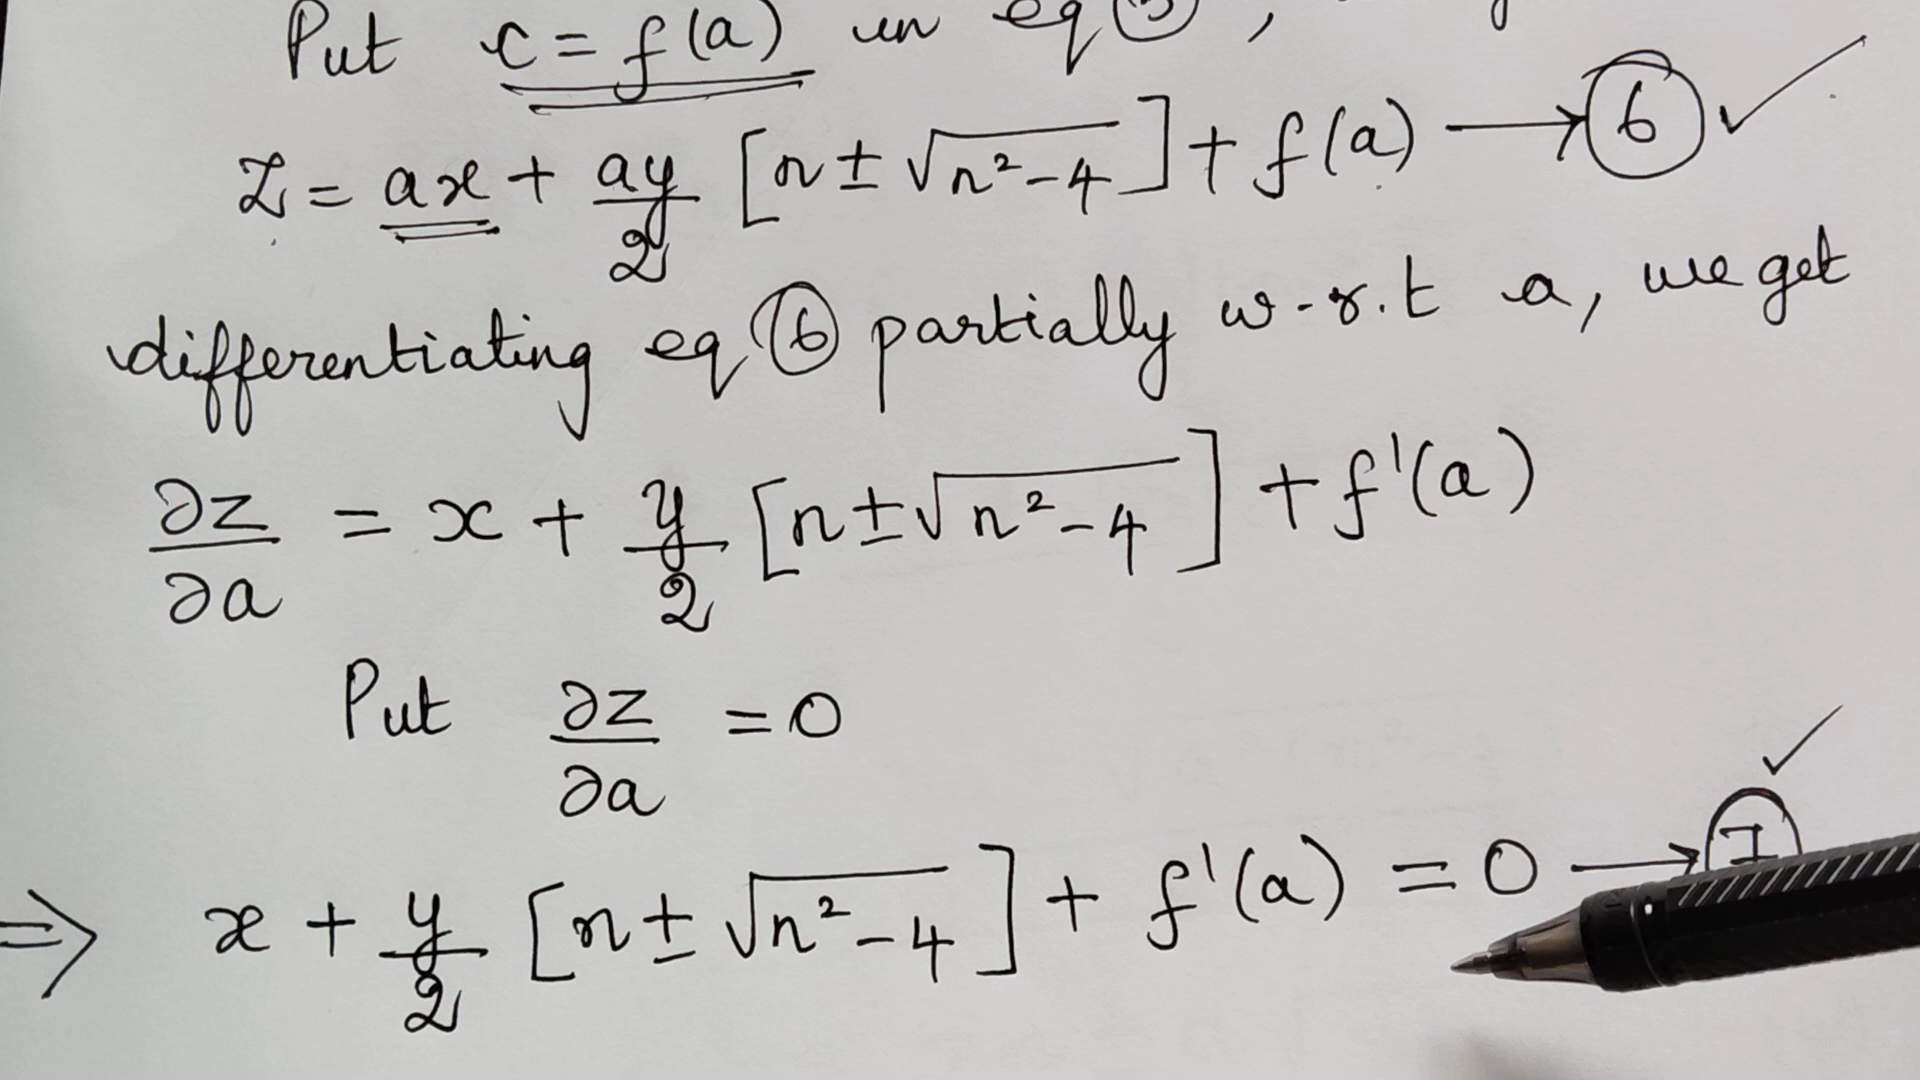 Put c = f(a) in eq ⑤,
Z = ax + ay/2 [n ± √(n² - 4)] + f(a) → ⑥ ✓
differentiating eq ⑥ partially w.r.t a, we get
∂z/∂a = x + y/2 [n ± √(n² - 4)] + f'(a)
Put ∂z/∂a = 0
⇒ x + y/2 [n ± √(n² - 4)] + f'(a) = 0 → ⑦ ✓